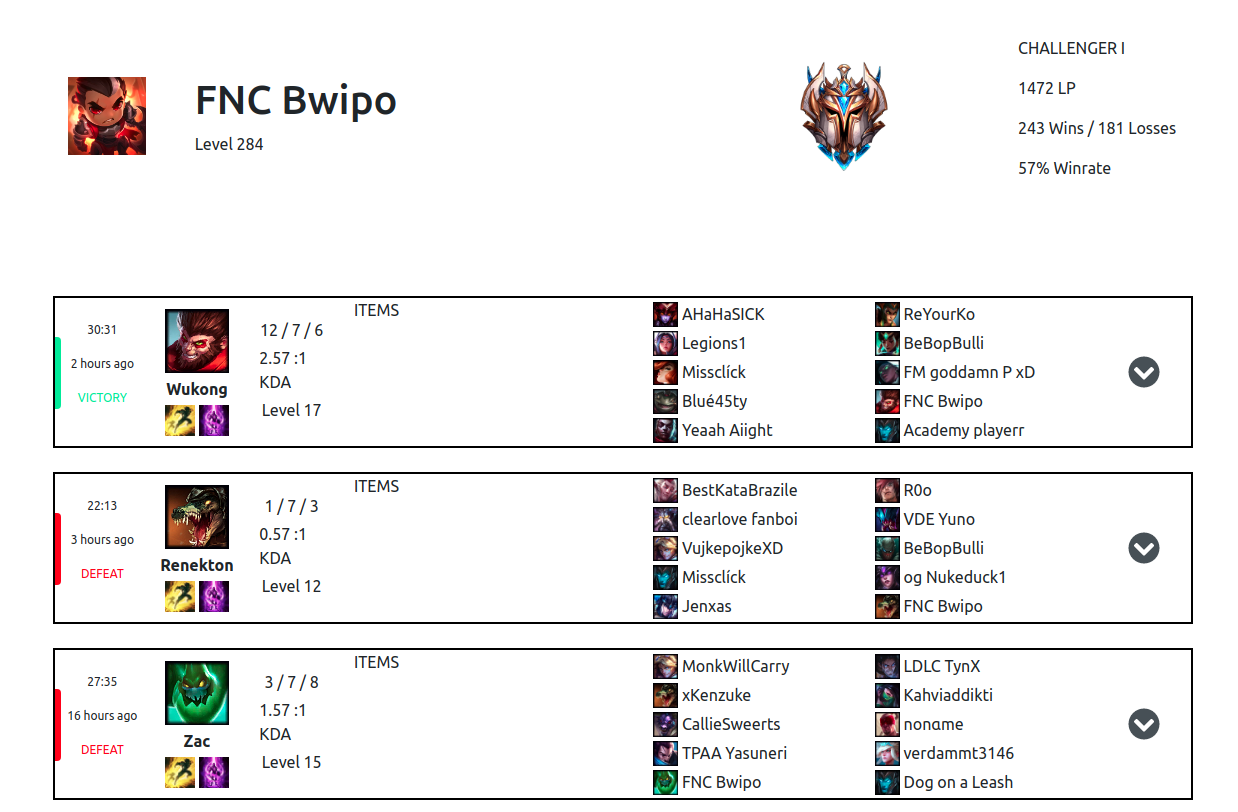 FNC Bwipo
Level 284
CHALLENGER I
1472 LP
243 Wins / 181 Losses
57% Winrate
30:31
2 hours ago
VICTORY
Wukong
12 / 7 / 6
2.57 :1
KDA
Level 17
ITEMS
AHaHaSICK
Legions1
Missclíck
Blué45ty
Yeaah Aiight
ReYourKo
BeBopBulli
FM goddamn P xD
FNC Bwipo
Academy playerr
22:13
3 hours ago
DEFEAT
Renekton
1 / 7 / 3
0.57 :1
KDA
Level 12
ITEMS
BestKataBrazile
clearlove fanboi
VujkepojkeXD
Missclíck
Jenxas
R0o
VDE Yuno
BeBopBulli
og Nukeduck1
FNC Bwipo
27:35
16 hours ago
DEFEAT
Zac
3 / 7 / 8
1.57 :1
KDA
Level 15
ITEMS
MonkWillCarry
xKenzuke
CallieSweerts
TPAA Yasuneri
FNC Bwipo
LDLC TynX
Kahviaddikti
noname
verdammt3146
Dog on a Leash